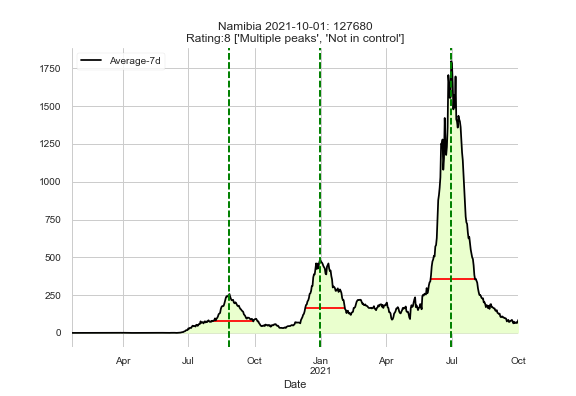 Namibia 2021-10-01: 127680
Rating:8 ['Multiple peaks', 'Not in control']
Average-7d
1750
1500
1250
1000
750
500
250
0
Apr Jul Oct Jan Apr Jul Oct
2021
Date